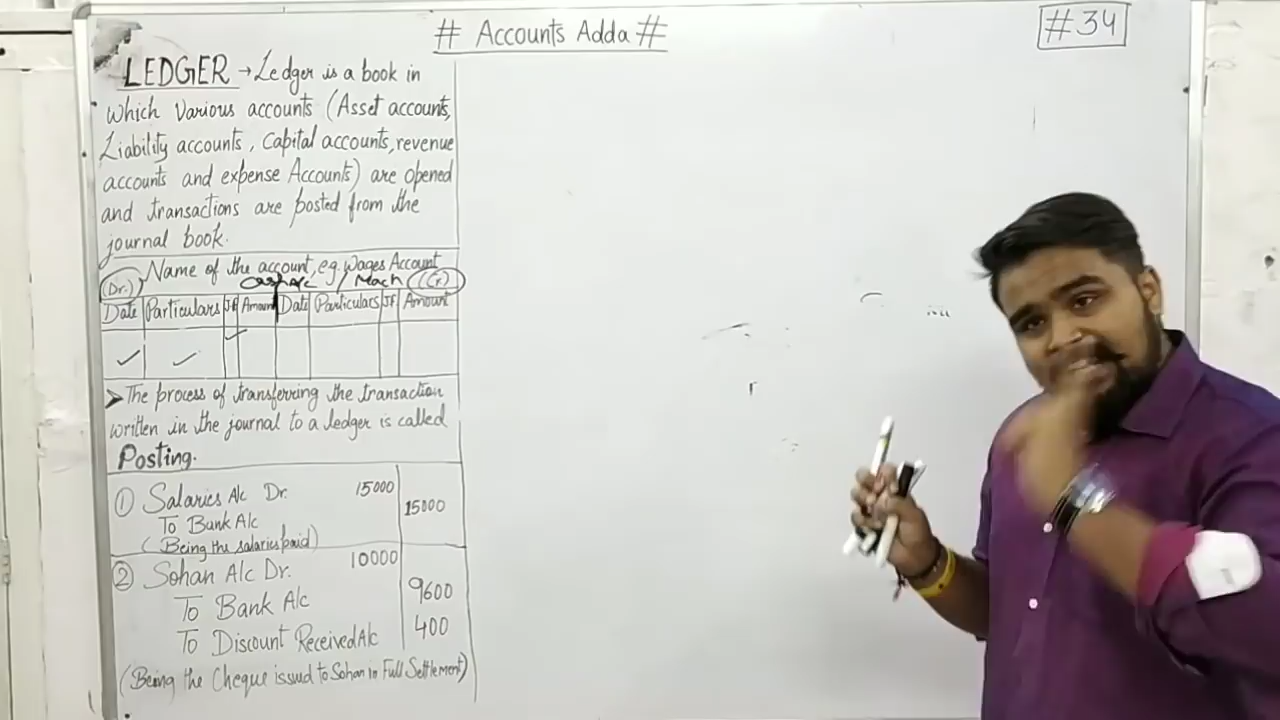 # Accounts Adda #
#34
LEDGER → Ledger is a book in
which various accounts (Asset accounts,
Liability accounts, Capital accounts, revenue
accounts and expense Accounts) are opened
and transactions are posted from the
journal book.
Name of the account, e.g. Wages Account
(Dr.) Cash A/c / Mach (Cr)
Date Particulars JF Amount Date Particulars JF Amount
➤ The process of transferring the transaction
written in the journal to a ledger is called
Posting.
① Salaries A/c Dr. 15000
To Bank A/c 15000
(Being the salaries paid)
② Sohan A/c Dr. 10000
To Bank A/c 9600
To Discount Received A/c 400
(Being the Cheque issued to Sohan in Full Settlement)